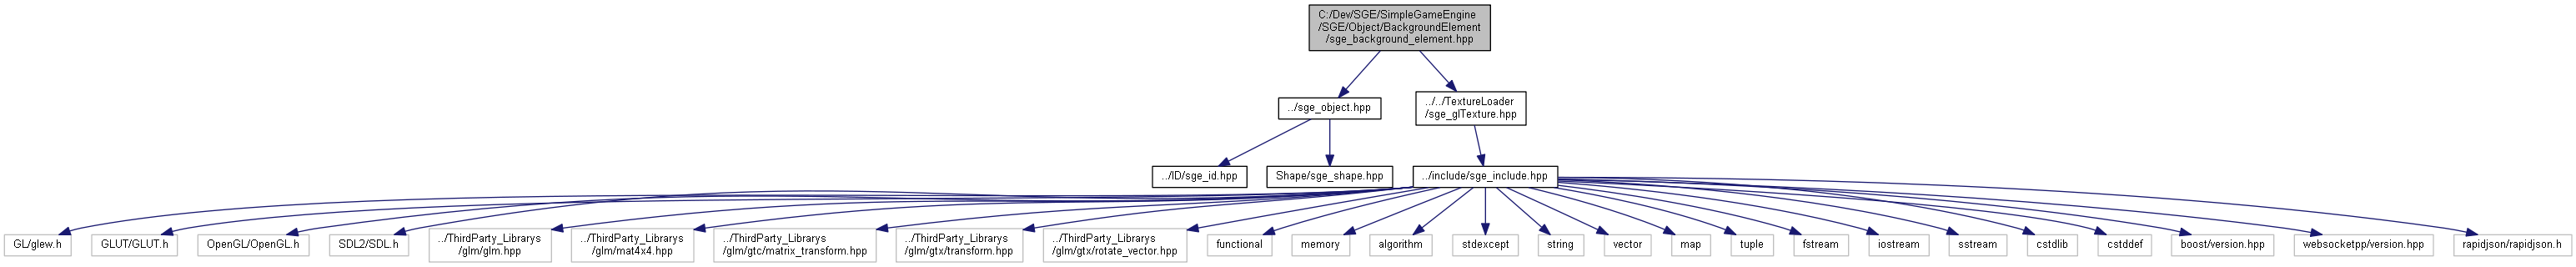 C:/Dev/SGE/SimpleGameEngine
/SGE/Object/BackgroundElement
/sge_background_element.hpp
../sge_object.hpp
../../TextureLoader
/sge_glTexture.hpp
../ID/sge_id.hpp
Shape/sge_shape.hpp
../include/sge_include.hpp
GL/glew.h
GLUT/GLUT.h
OpenGL/OpenGL.h
SDL2/SDL.h
../ThirdParty_Librarys
/glm/glm.hpp
../ThirdParty_Librarys
/glm/mat4x4.hpp
../ThirdParty_Librarys
/glm/gtc/matrix_transform.hpp
../ThirdParty_Librarys
/glm/gtx/transform.hpp
../ThirdParty_Librarys
/glm/gtx/rotate_vector.hpp
functional
memory
algorithm
stdexcept
string
vector
map
tuple
fstream
iostream
sstream
cstdlib
cstddef
boost/version.hpp
websocketpp/version.hpp
rapidjson/rapidjson.h